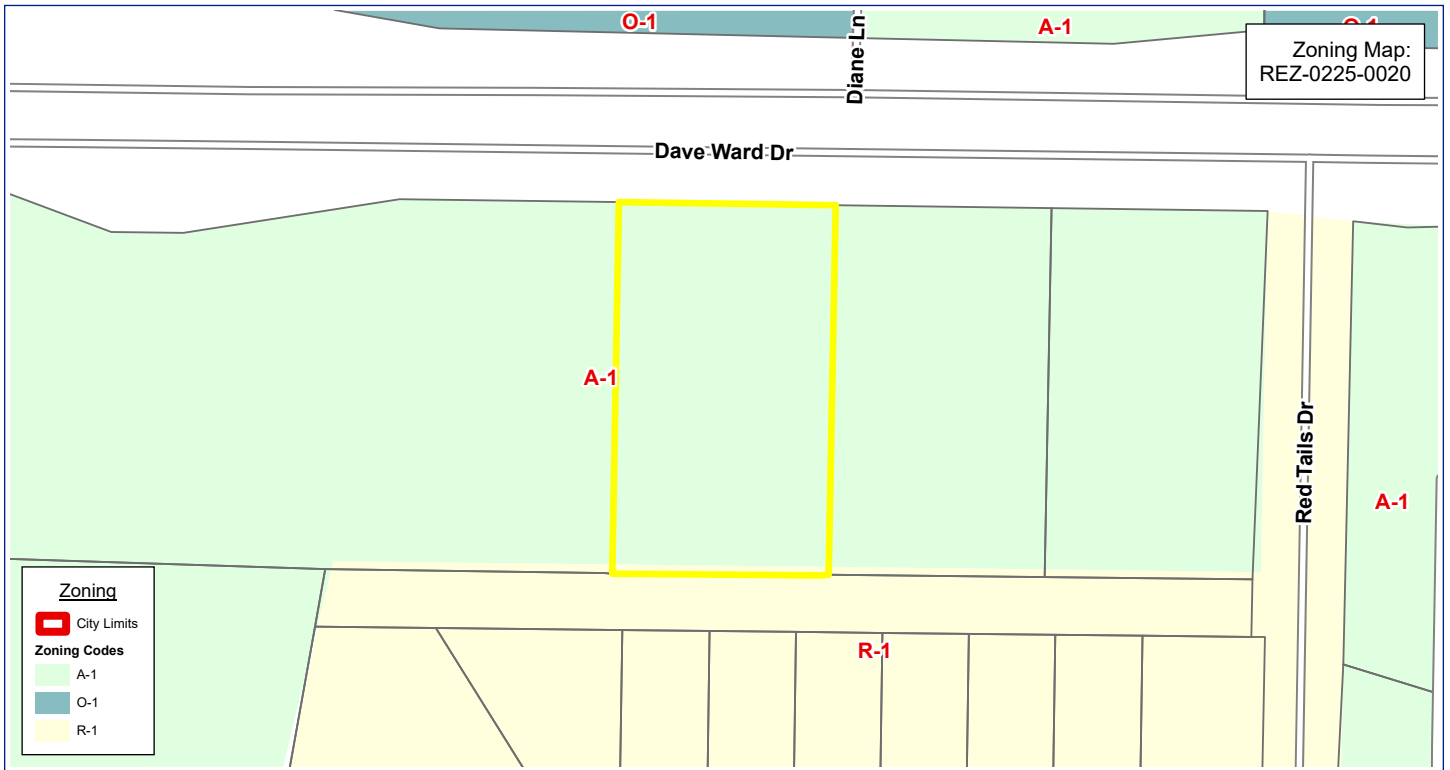 O-1
A-1
O-1
Zoning Map:
REZ-0225-0020
Diane Ln
Dave Ward Dr
A-1
Red Tails Dr
A-1
R-1
Zoning
City Limits
Zoning Codes
A-1
O-1
R-1